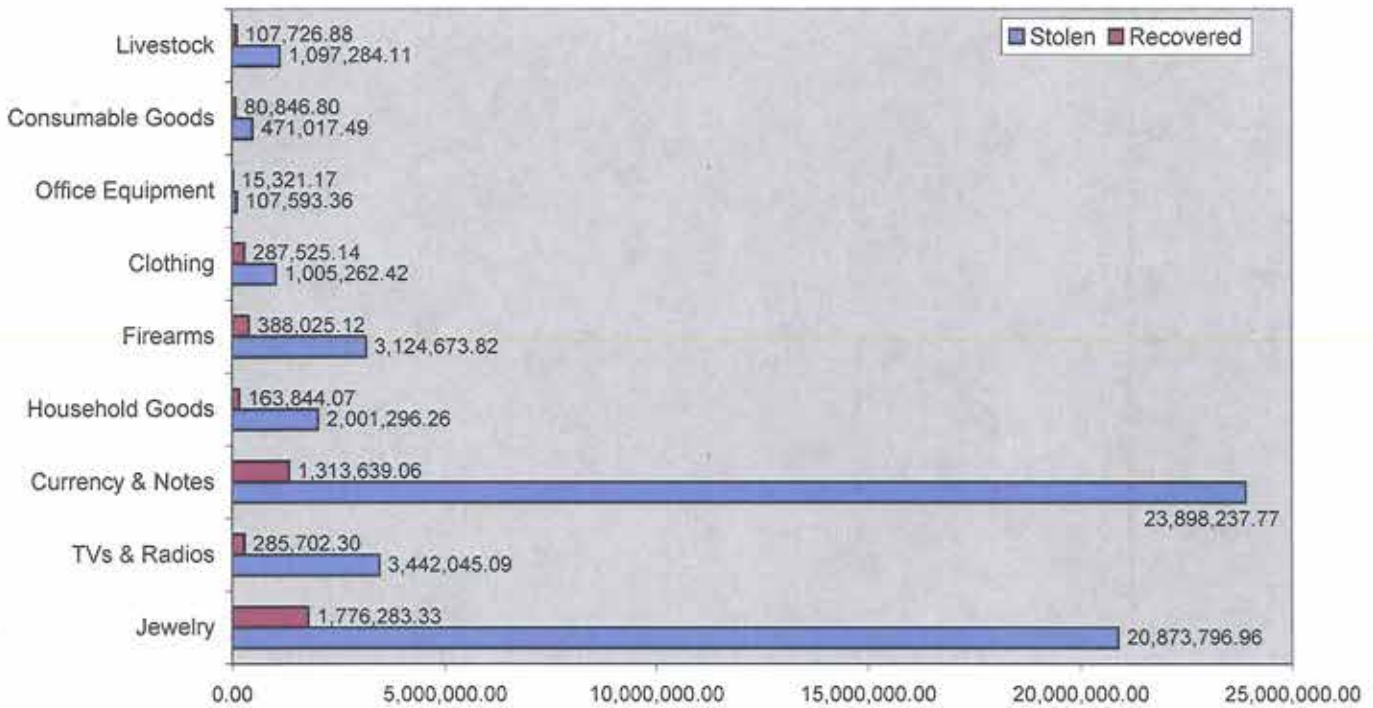 Stolen Recovered
Livestock
107,726.88
1,097,284.11
Consumable Goods
80,846.80
471,017.49
Office Equipment
15,321.17
107,593.36
Clothing
287,525.14
1,005,262.42
Firearms
388,025.12
3,124,673.82
Household Goods
163,844.07
2,001,296.26
Currency & Notes
1,313,639.06
23,898,237.77
TVs & Radios
285,702.30
3,442,045.09
Jewelry
1,776,283.33
20,873,796.96
0.00 5,000,000.00 10,000,000.00 15,000,000.00 20,000,000.00 25,000,000.00